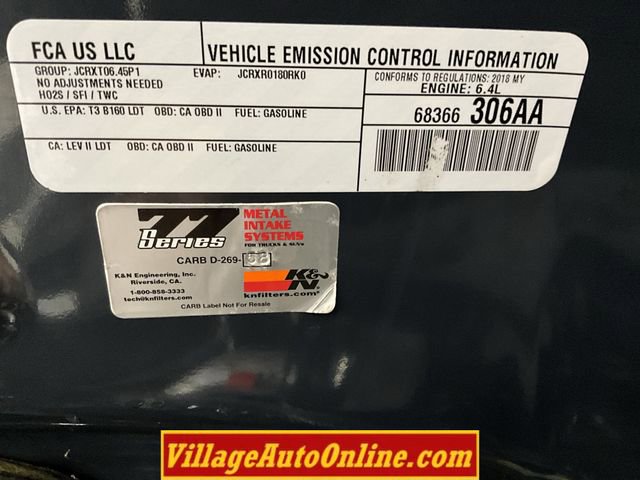 FCA US LLC
VEHICLE EMISSION CONTROL INFORMATION
GROUP: JCRXT06.45P1 EVAP: JCRXR0180RK0
NO ADJUSTMENTS NEEDED
HO2S / SFI / TWC
CONFORMS TO REGULATIONS: 2018 MY
ENGINE: 6.4L
U.S. EPA: T3 B160 LDT OBD: CA OBD II FUEL: GASOLINE
68366 306AA
CA: LEV II LDT OBD: CA OBD II FUEL: GASOLINE
77
Series
METAL
INTAKE
SYSTEMS
FOR TRUCKS & SUVs
CARB D-269-
K&N Engineering, Inc.
Riverside, CA.
1-800-858-3333
tech@knfilters.com
K&N
knfilters.com
CARB Label Not For Resale
VillageAutoOnline.com